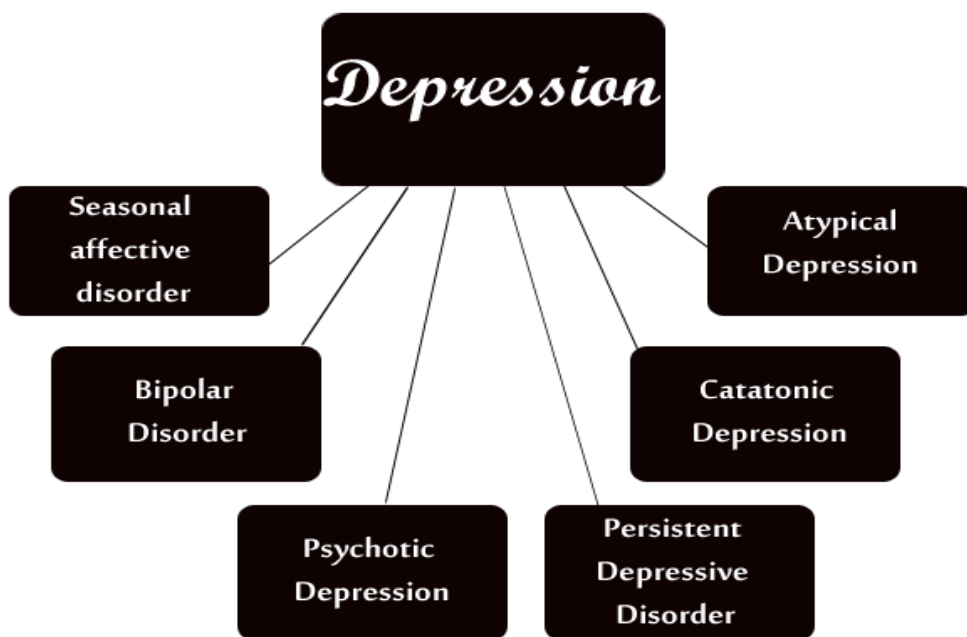 Depression
Seasonal
affective
disorder
Atypical
Depression
Bipolar
Disorder
Catatonic
Depression
Psychotic
Depression
Persistent
Depressive
Disorder